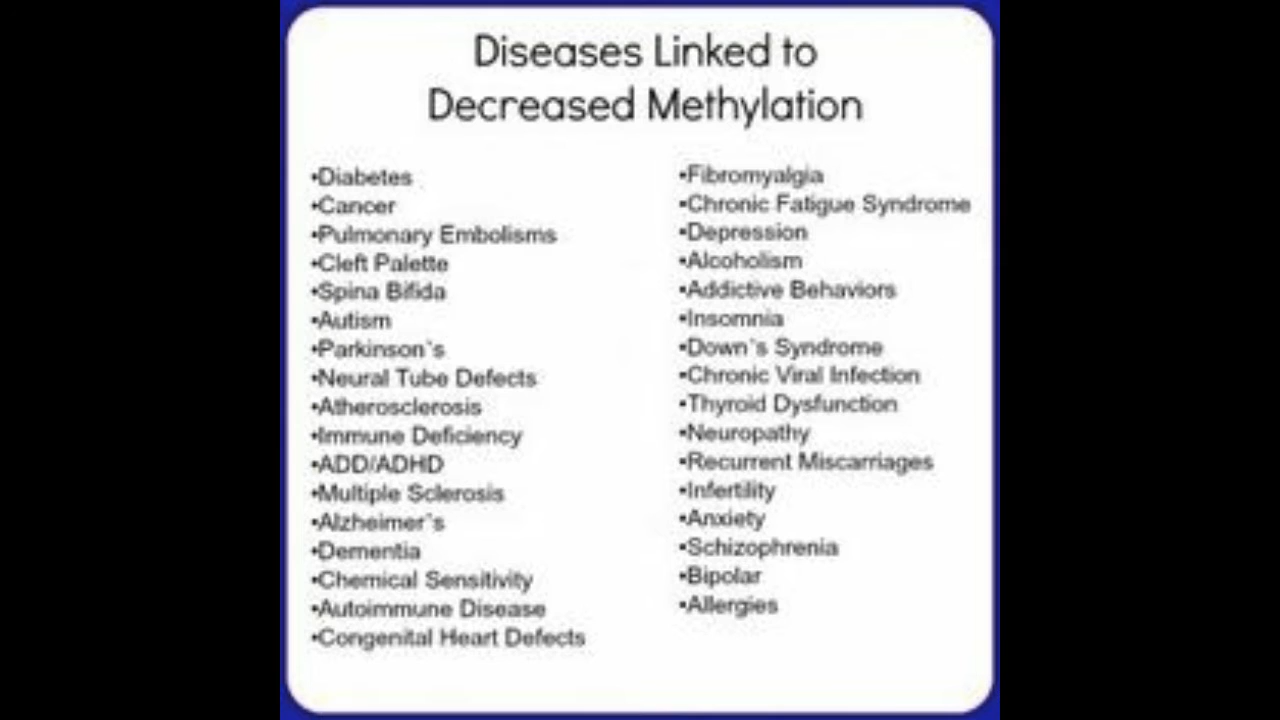 Diseases Linked to
Decreased Methylation
•Diabetes
•Cancer
•Pulmonary Embolisms
•Cleft Palette
•Spina Bifida
•Autism
•Parkinson`s
•Neural Tube Defects
•Atherosclerosis
•Immune Deficiency
•ADD/ADHD
•Multiple Sclerosis
•Alzheimer`s
•Dementia
•Chemical Sensitivity
•Autoimmune Disease
•Congenital Heart Defects
•Fibromyalgia
•Chronic Fatigue Syndrome
•Depression
•Alcoholism
•Addictive Behaviors
•Insomnia
•Down`s Syndrome
•Chronic Viral Infection
•Thyroid Dysfunction
•Neuropathy
•Recurrent Miscarriages
•Infertility
•Anxiety
•Schizophrenia
•Bipolar
•Allergies